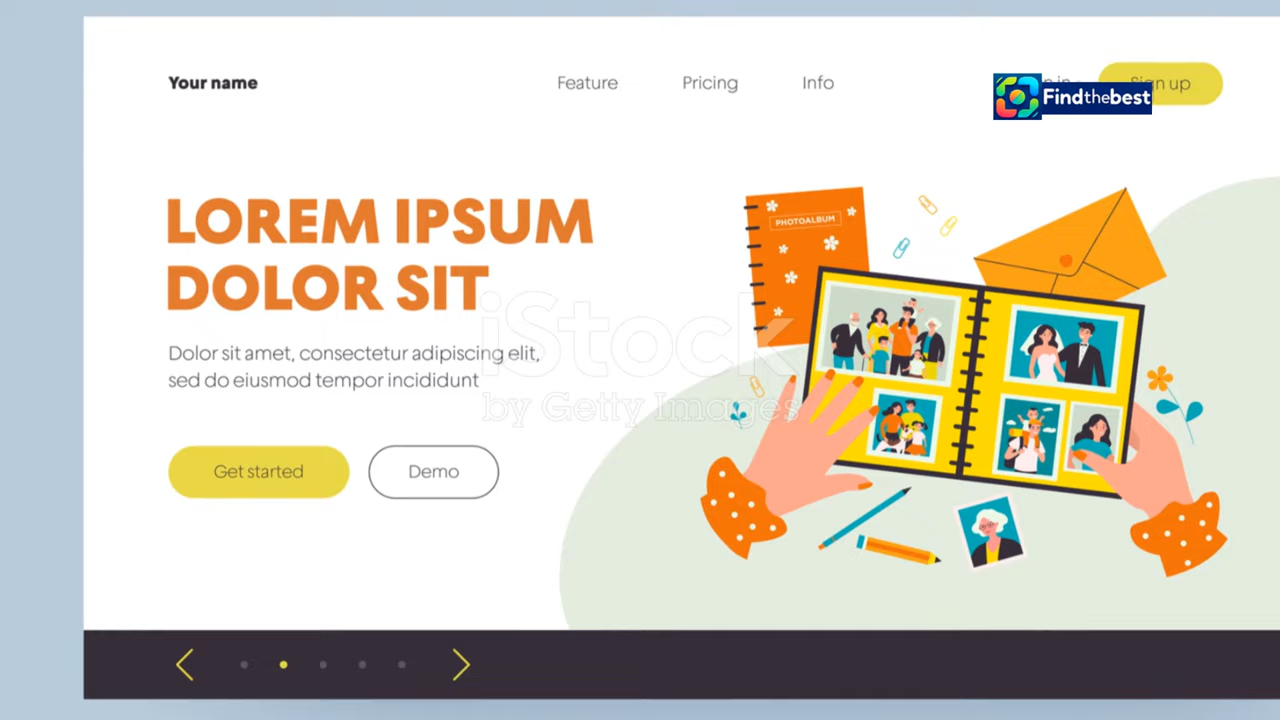 Your name
Feature
Pricing
Info
Sign up
Findthebest
LOREM IPSUM
DOLOR SIT
PHOTOALBUM
Dolor sit amet, consectetur adipiscing elit,
sed do eiusmod tempor incididunt
iStock
by Getty Images
Get started
Demo